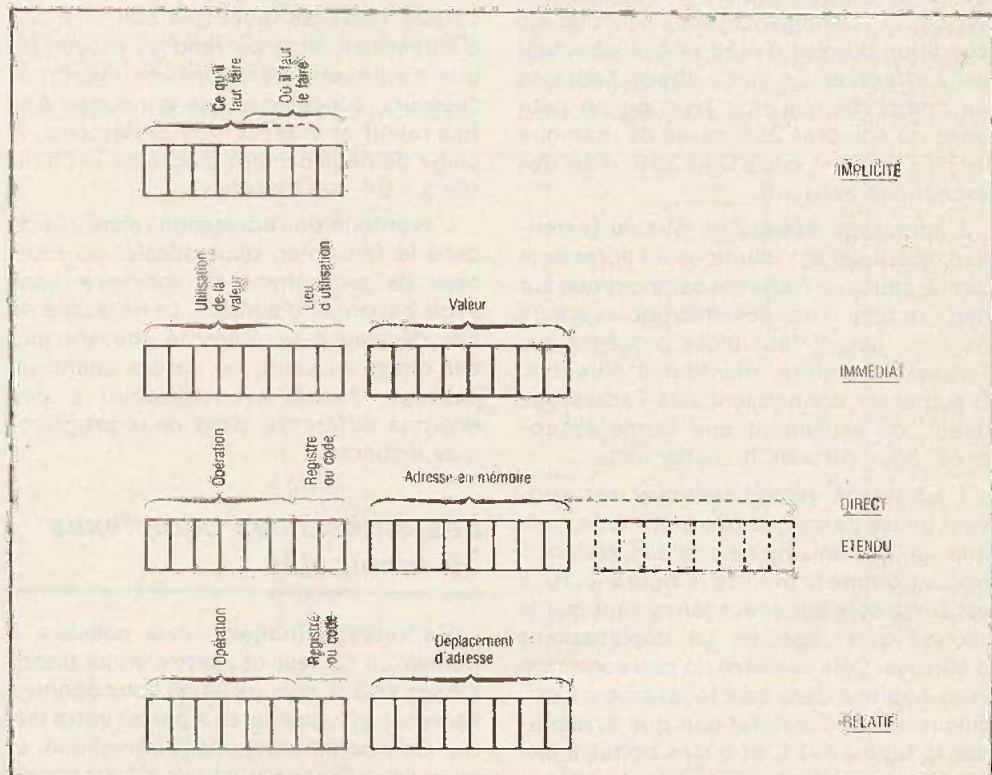 Ce qu'il
faut faire
Où il faut
le faire
IMPLICITE
Utilisation
de la
valeur
Lieu
d'utilisation
Valeur
IMMEDIAT
Opération
Registre
ou code
Adresse en mémoire
DIRECT
ETENDU
Opération
Registre
ou code
Déplacement
d'adresse
RELATIF